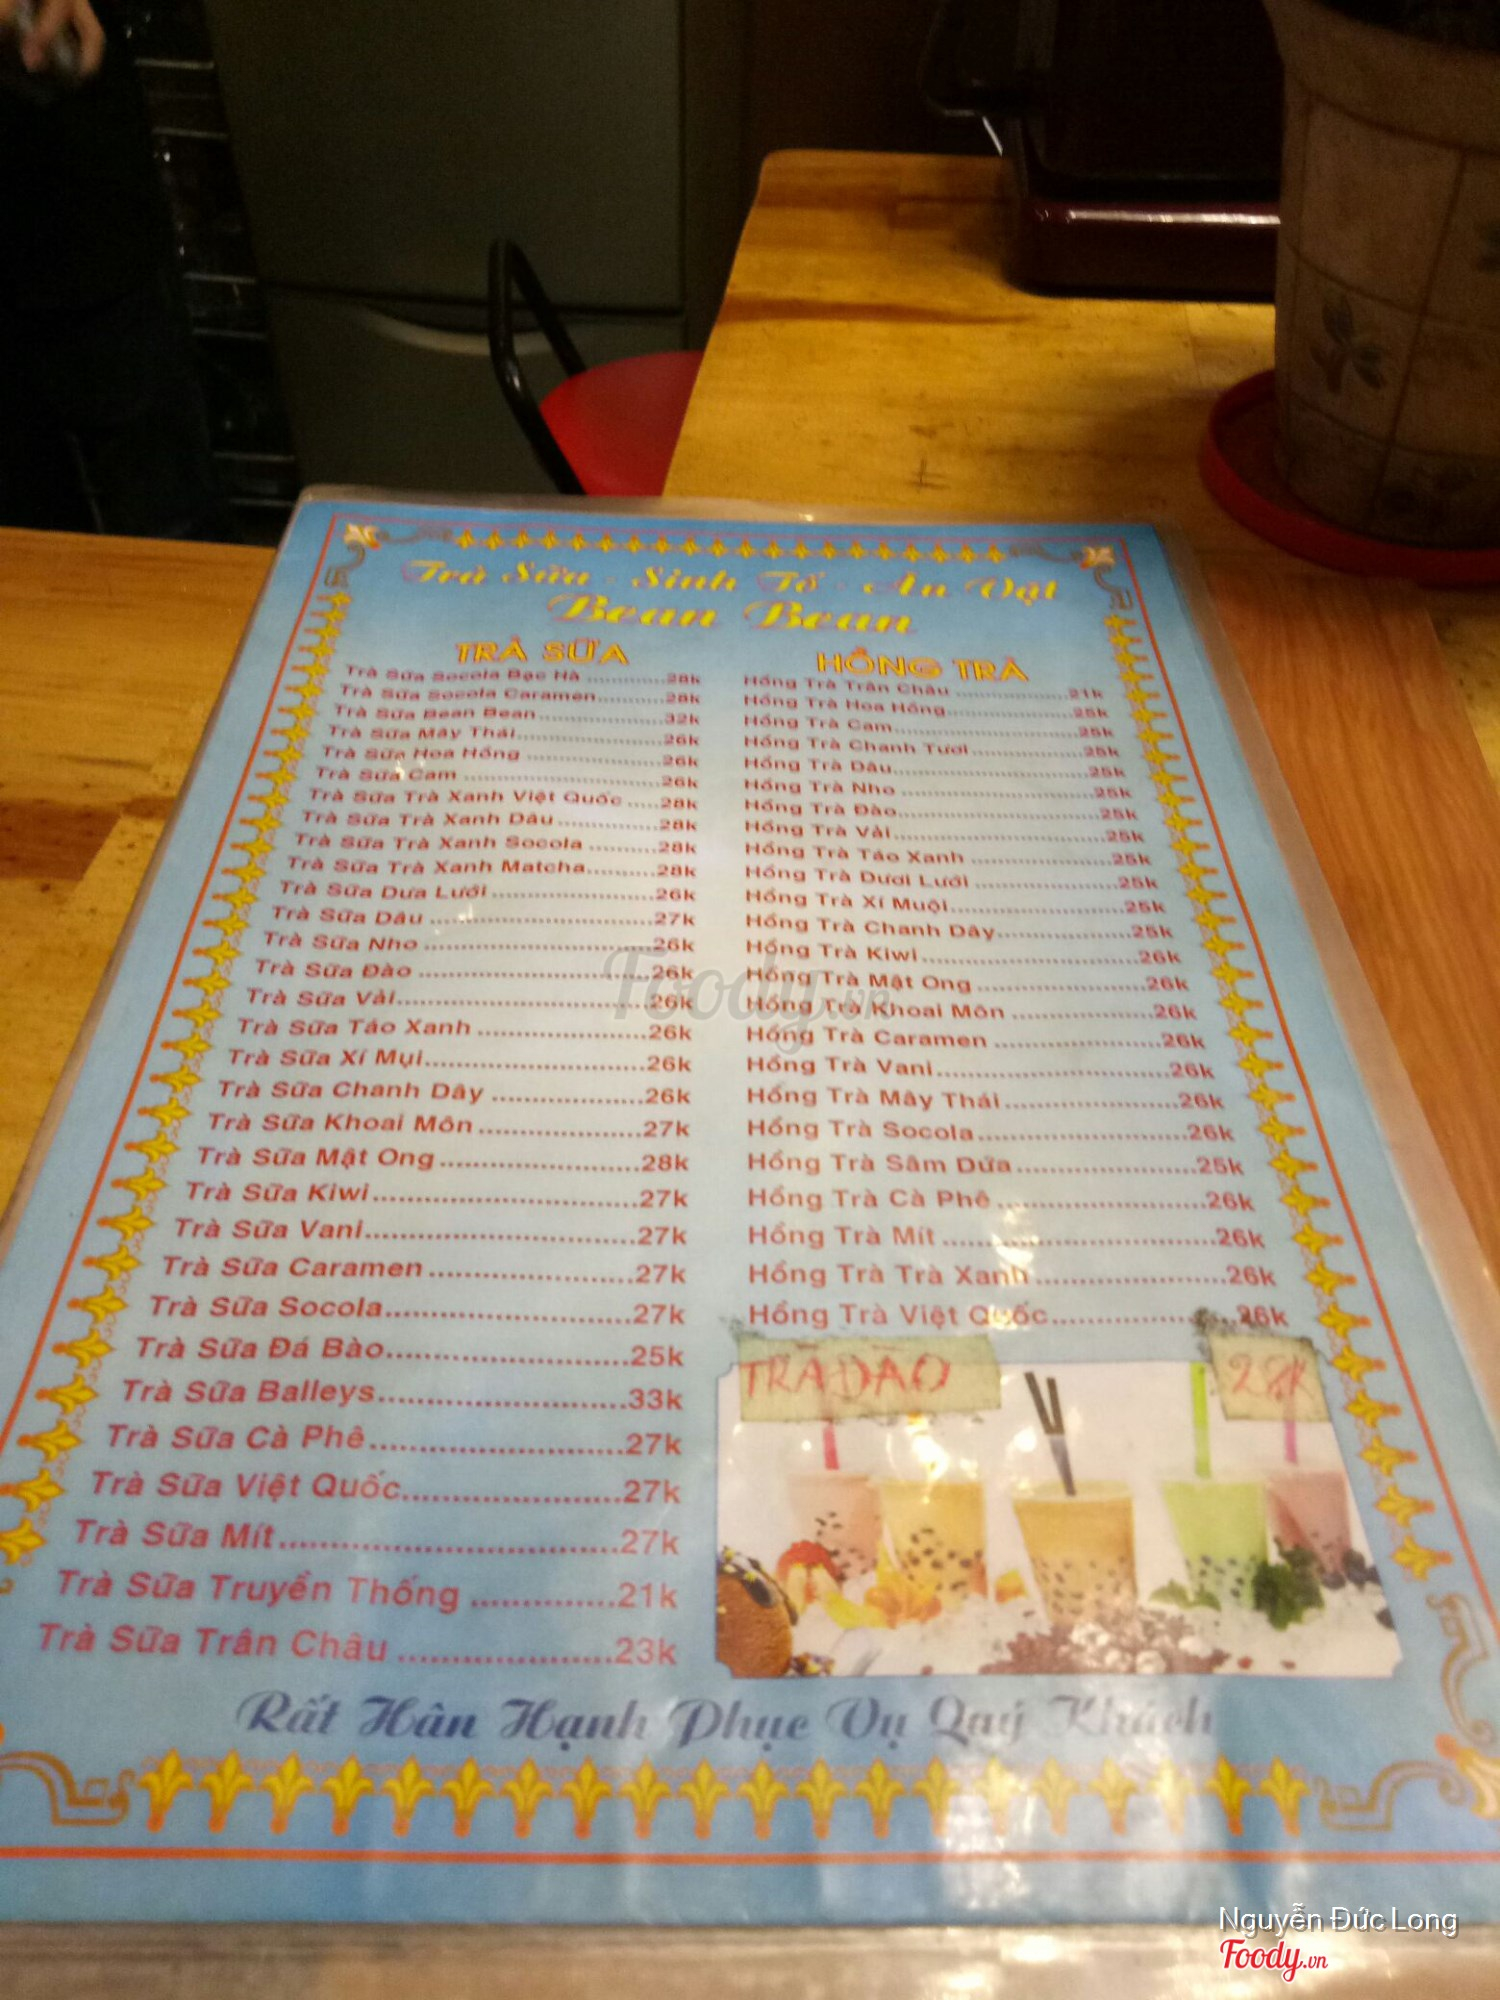 Trà Sữa - Sinh Tố - Ăn Vặt
Bean Bean
TRÀ SỮA
Trà Sữa Socola Bạc Hà ............28k
Trà Sữa Socola Caramen............28k
Trà Sữa Bean Bean............32k
Trà Sữa Mây Thái............26k
Trà Sữa Hoa Hồng ............26k
Trà Sữa Cam ............26k
Trà Sữa Trà Xanh Việt Quốc .....28k
Trà Sữa Trà Xanh Dâu............28k
Trà Sữa Trà Xanh Socola ..........28k
Trà Sữa Trà Xanh Matcha..........28k
Trà Sữa Dưa Lưới ............26k
Trà Sữa Dâu ............27k
Trà Sữa Nho ............26k
Trà Sữa Đào ............26k
Trà Sữa Vải............26k
Trà Sữa Táo Xanh ............26k
Trà Sữa Xí Mụi............26k
Trà Sữa Chanh Dây ............26k
Trà Sữa Khoai Môn ............27k
Trà Sữa Mật Ong............28k
Trà Sữa Kiwi............27k
Trà Sữa Vani............27k
Trà Sữa Caramen ............27k
Trà Sữa Socola............27k
Trà Sữa Đá Bào............25k
Trà Sữa Balleys............33k
Trà Sữa Cà Phê............27k
Trà Sữa Việt Quốc............27k
Trà Sữa Mít............27k
Trà Sữa Truyền Thống ............21k
Trà Sữa Trân Châu ............23k
HỒNG TRÀ
Hồng Trà Trân Châu ............21k
Hồng Trà Hoa Hồng............25k
Hồng Trà Cam............25k
Hồng Trà Chanh Tươi ............25k
Hồng Trà Dâu............25k
Hồng Trà Nho ............25k
Hồng Trà Đào............25k
Hồng Trà Vải............25k
Hồng Trà Táo Xanh ............25k
Hồng Trà Dươi Lưới ............25k
Hồng Trà Xí Muội............25k
Hồng Trà Chanh Dây............25k
Hồng Trà Kiwi............26k
Hồng Trà Mật Ong ............26k
Hồng Trà Khoai Môn ............26k
Hồng Trà Caramen ............26k
Hồng Trà Vani............26k
Hồng Trà Mây Thái............26k
Hồng Trà Socola............26k
Hồng Trà Sâm Dứa............25k
Hồng Trà Cà Phê ............26k
Hồng Trà Mít ............26k
Hồng Trà Trà Xanh............26k
Hồng Trà Việt Quốc............26k
TRÀ ĐÀO 28k
Rất Hân Hạnh Phục Vụ Quý Khách
Foody.vn
Nguyễn Đức Long
Foody.vn